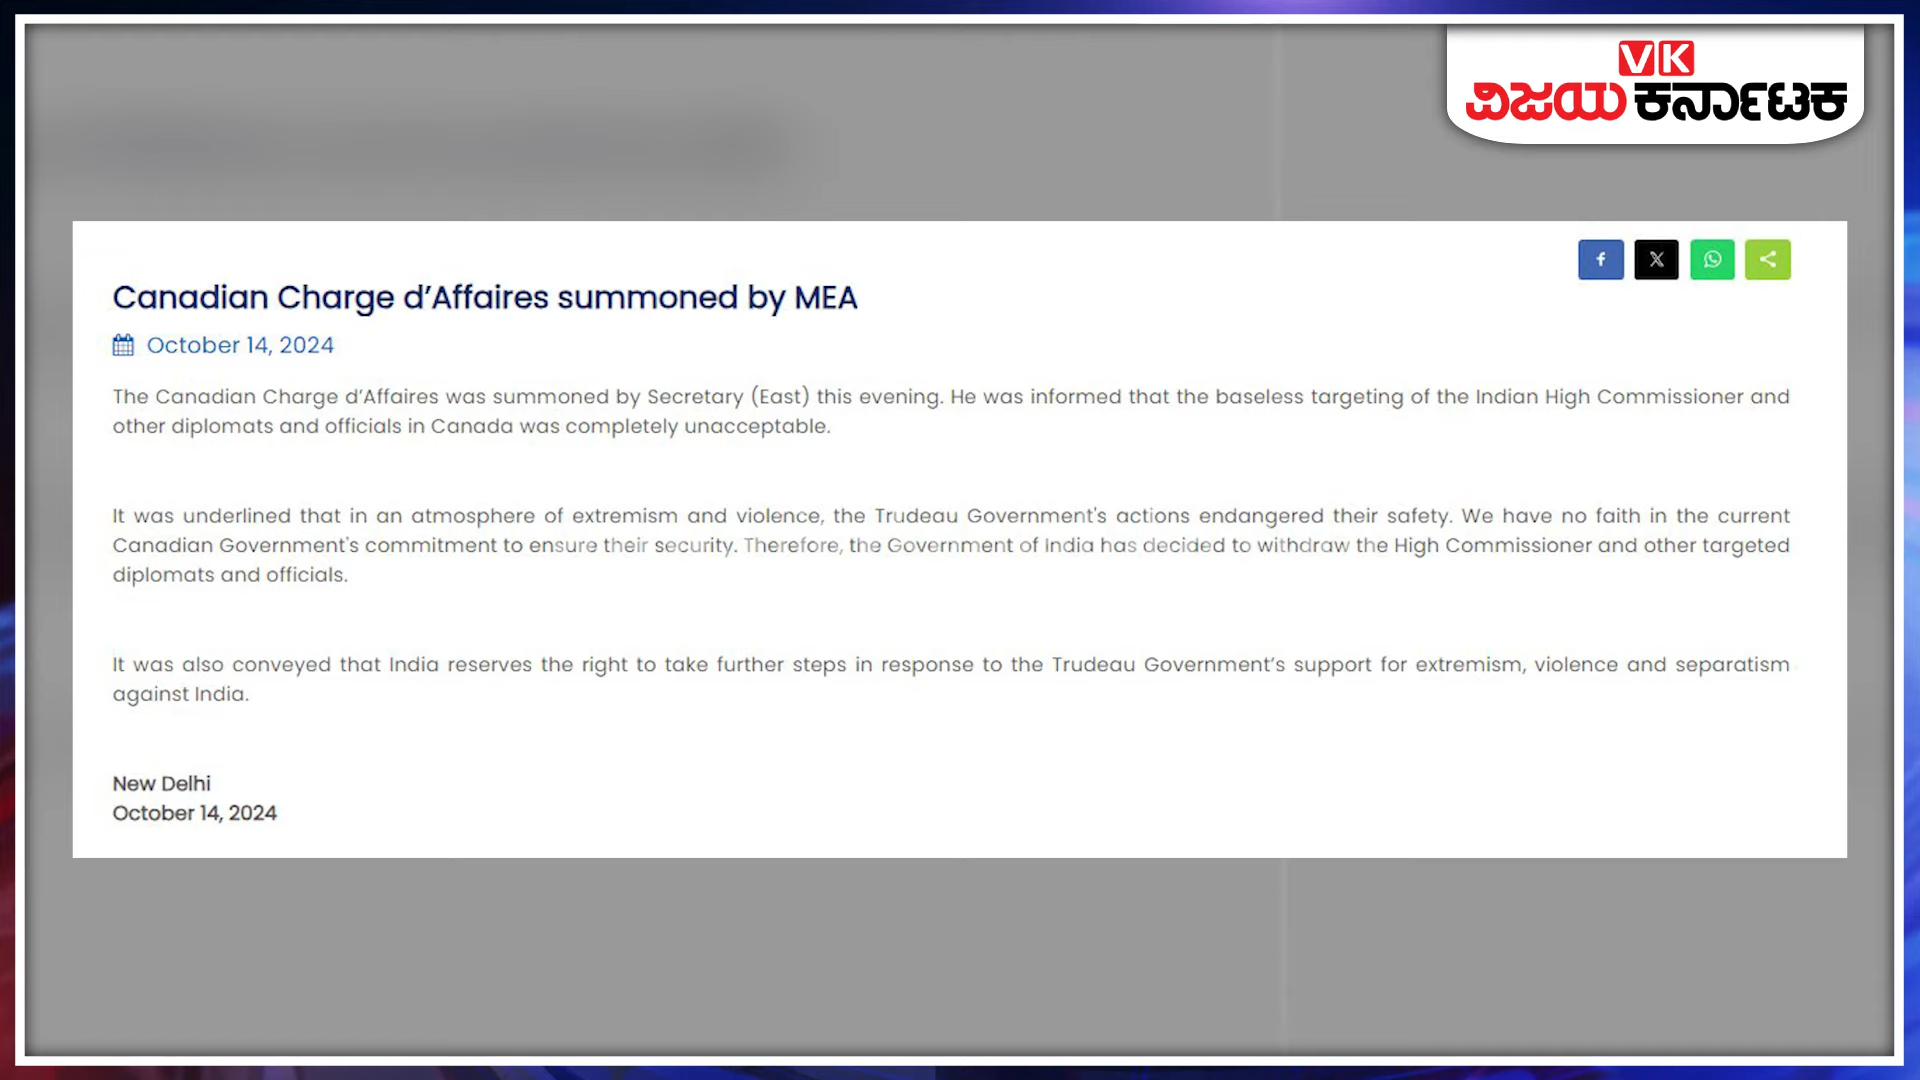 VK
ವಿಜಯ ಕರ್ನಾಟಕ
Canadian Charge d’Affaires summoned by MEA
October 14, 2024
The Canadian Charge d’Affaires was summoned by Secretary (East) this evening. He was informed that the baseless targeting of the Indian High Commissioner and
other diplomats and officials in Canada was completely unacceptable.
It was underlined that in an atmosphere of extremism and violence, the Trudeau Government's actions endangered their safety. We have no faith in the current
Canadian Government's commitment to ensure their security. Therefore, the Government of India has decided to withdraw the High Commissioner and other targeted
diplomats and officials.
It was also conveyed that India reserves the right to take further steps in response to the Trudeau Government’s support for extremism, violence and separatism
against India.
New Delhi
October 14, 2024